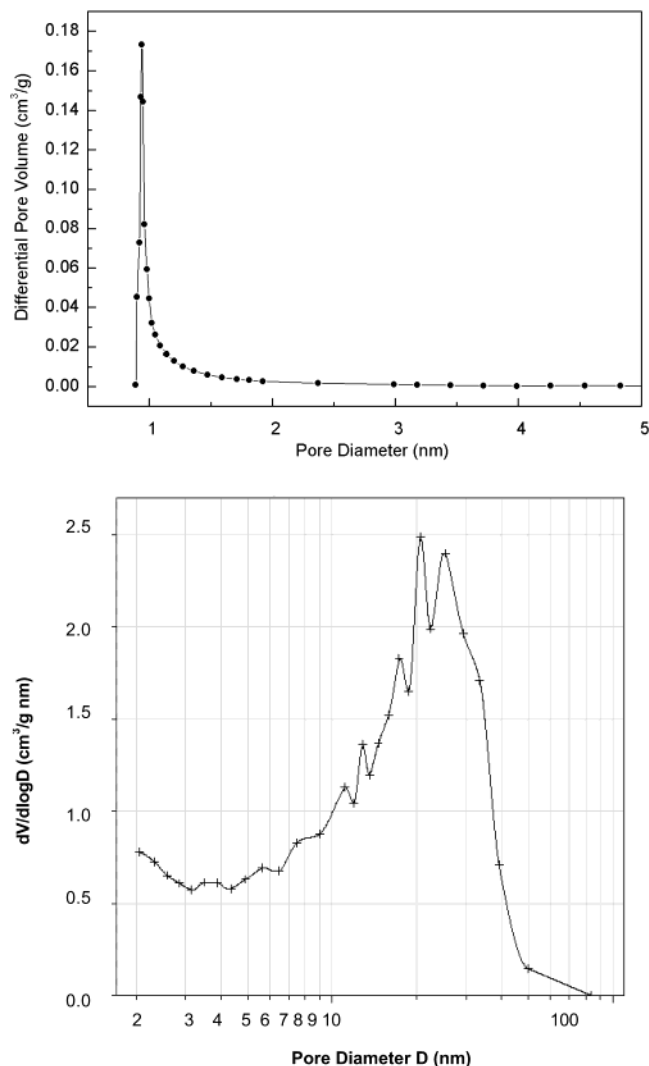 0.18
0.16
0.14
0.12
0.10
0.08
0.06
0.04
0.02
0.00
Differential Pore Volume (cm³/g)
1 2 3 4 5
Pore Diameter (nm)
2.5
2.0
1.5
1.0
0.5
0.0
dV/dlogD (cm³/g nm)
2 3 4 5 6 7 8 9 10 100
Pore Diameter D (nm)